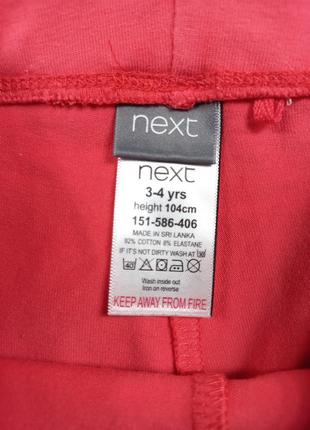 next
next
3-4 yrs
height 104cm
151-586-406
MADE IN SRI LANKA
92% COTTON 8% ELASTANE
IF IT'S NOT DIRTY WASH AT 30°
40
Wash inside out
Iron on reverse
KEEP AWAY FROM FIRE